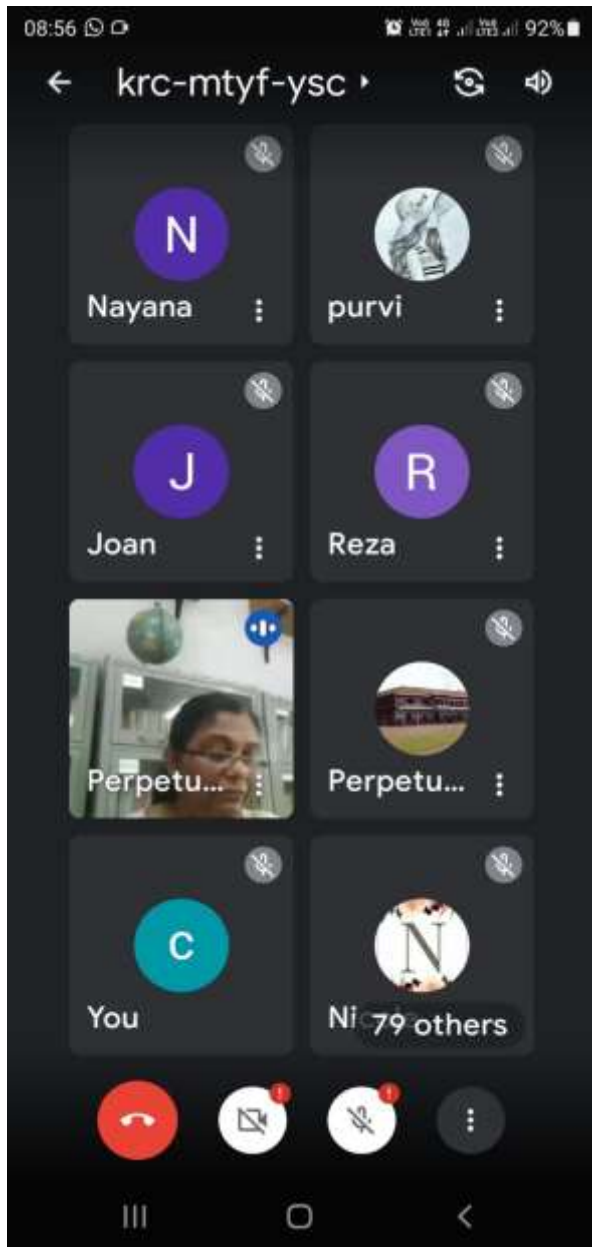 08:56 92%
krc-mtyf-ysc
N
Nayana purvi
J R
Joan Reza
Perpetu... Perpetu...
C N
You 79 others